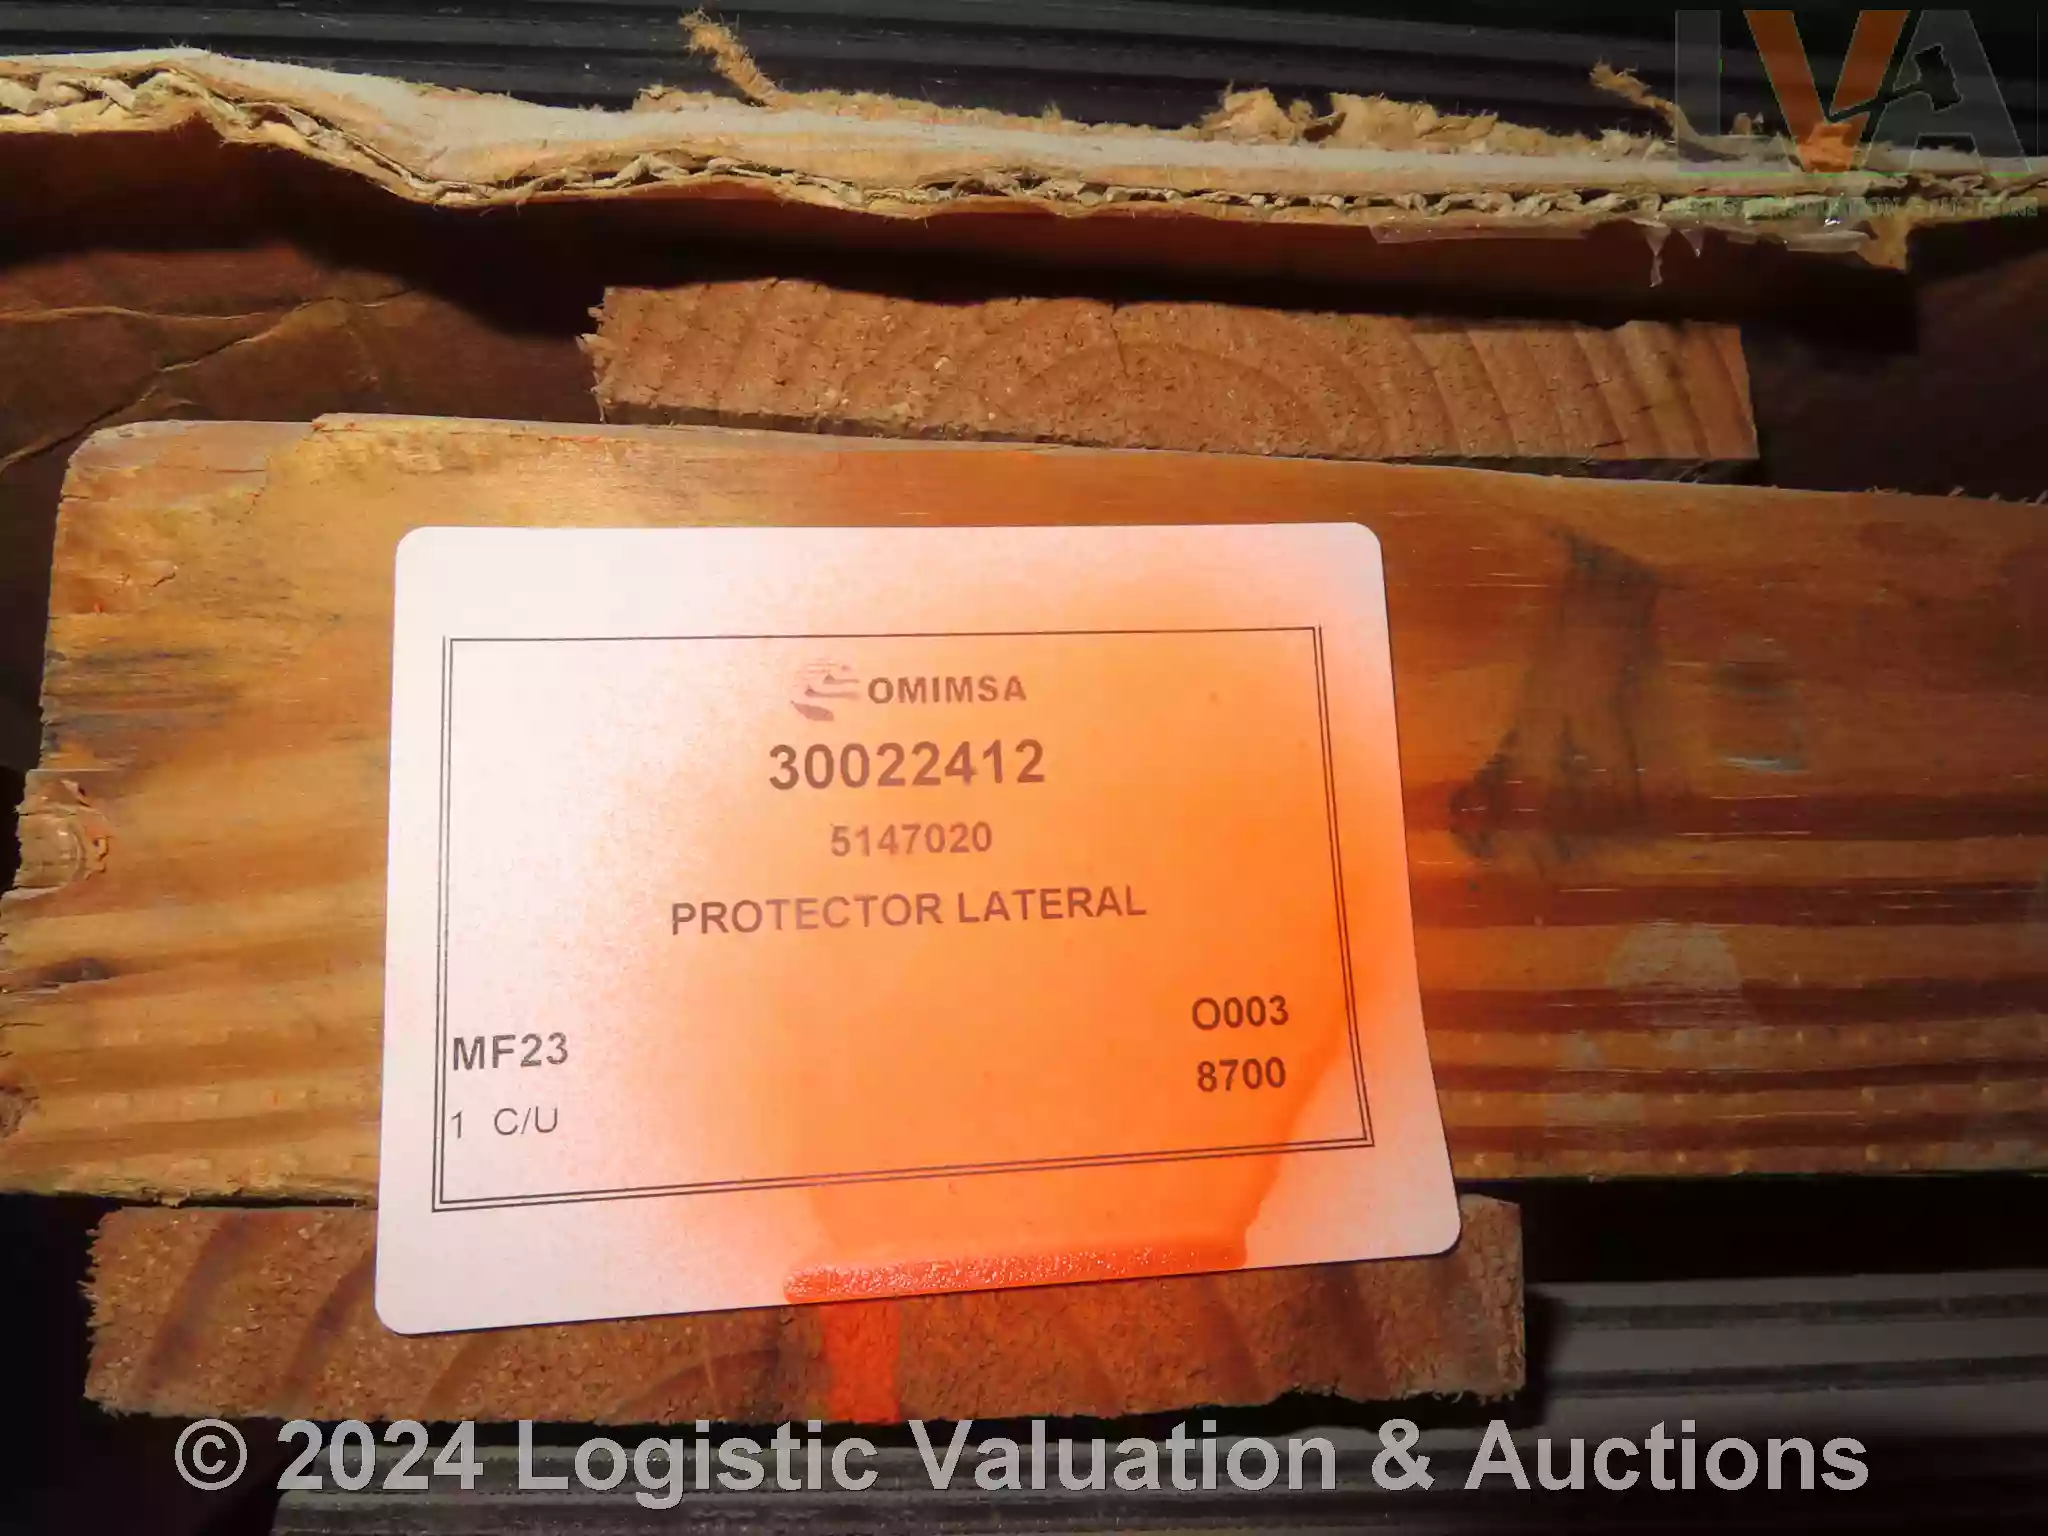 LVA
OMIMSA
30022412
5147020
PROTECTOR LATERAL
O003
MF23
8700
1 C/U
© 2024 Logistic Valuation & Auctions